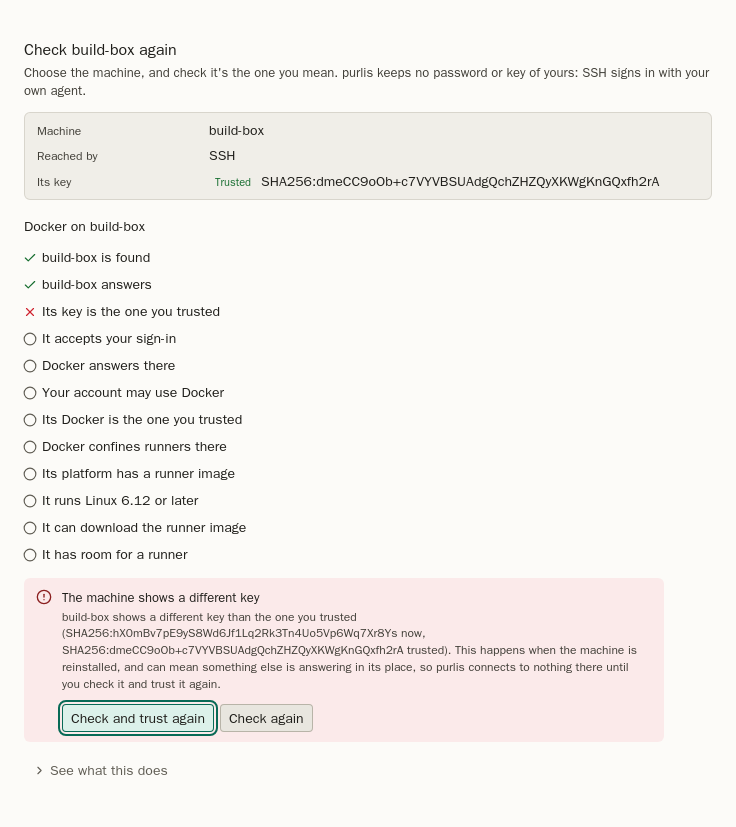 Check build-box again
Choose the machine, and check it's the one you mean. purlis keeps no password or key of yours: SSH signs in with your
own agent.
Machine build-box
Reached by SSH
Its key Trusted SHA256:dmeCC9oOb+c7VYVBSUAdgQchZHZQyXKWgKnGQxfh2rA
Docker on build-box
build-box is found
build-box answers
Its key is the one you trusted
It accepts your sign-in
Docker answers there
Your account may use Docker
Its Docker is the one you trusted
Docker confines runners there
Its platform has a runner image
It runs Linux 6.12 or later
It can download the runner image
It has room for a runner
The machine shows a different key
build-box shows a different key than the one you trusted
(SHA256:hXOmBv7pE9yS8Wd6Jf1Lq2Rk3Tn4Uo5Vp6Wq7Xr8Ys now,
SHA256:dmeCC9oOb+c7VYVBSUAdgQchZHZQyXKWgKnGQxfh2rA trusted). This happens when the machine is
reinstalled, and can mean something else is answering in its place, so purlis connects to nothing there until
you check it and trust it again.
Check and trust again Check again
See what this does